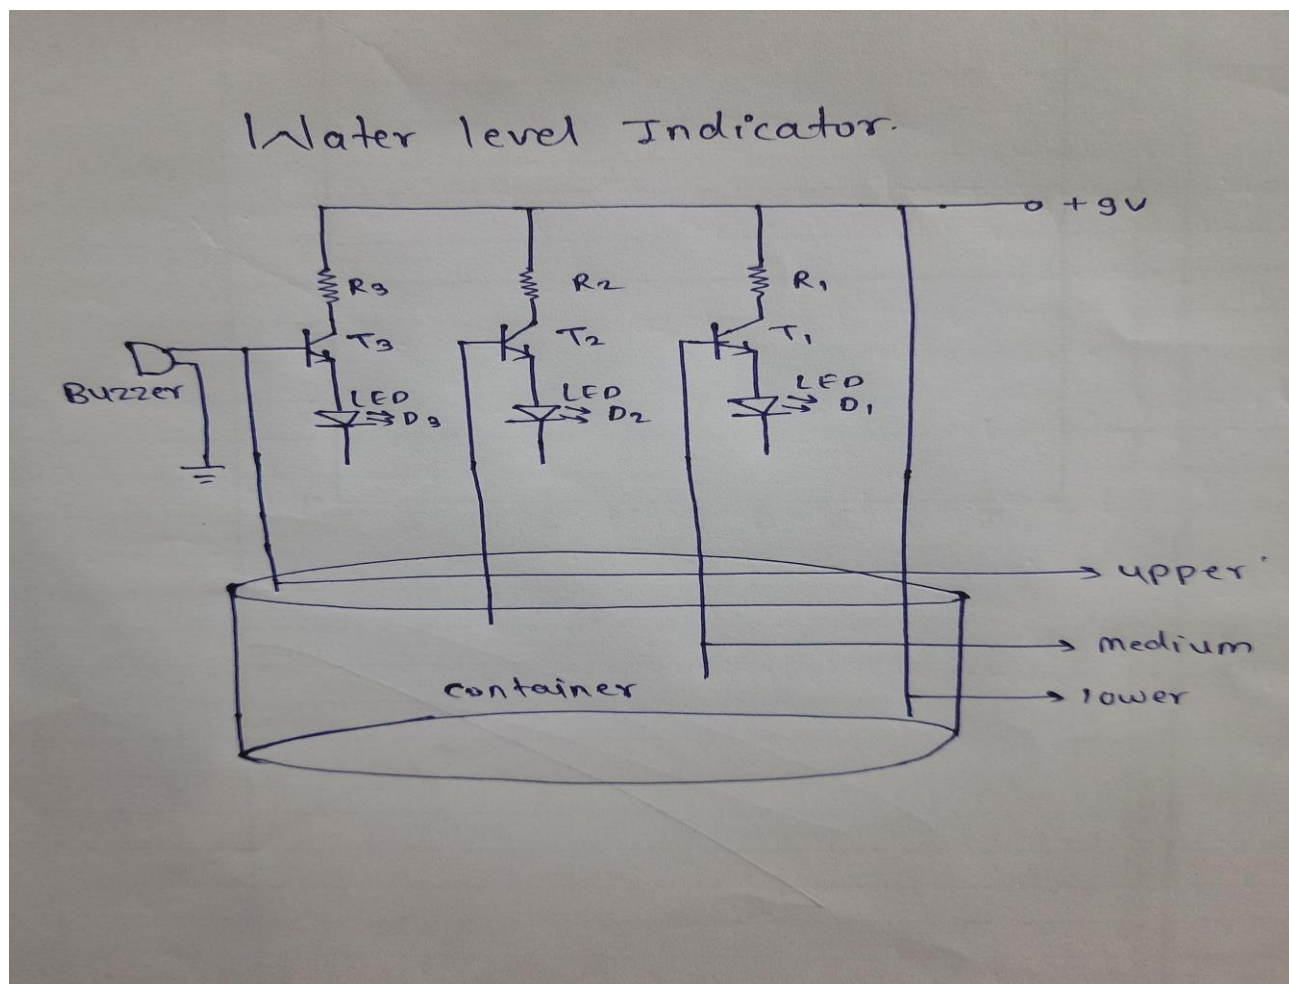 Water level Indicator.
+9V
R3 R2 R1
T3 T2 T1
Buzzer
LED LED LED
D3 D2 D1
upper
medium
container
lower